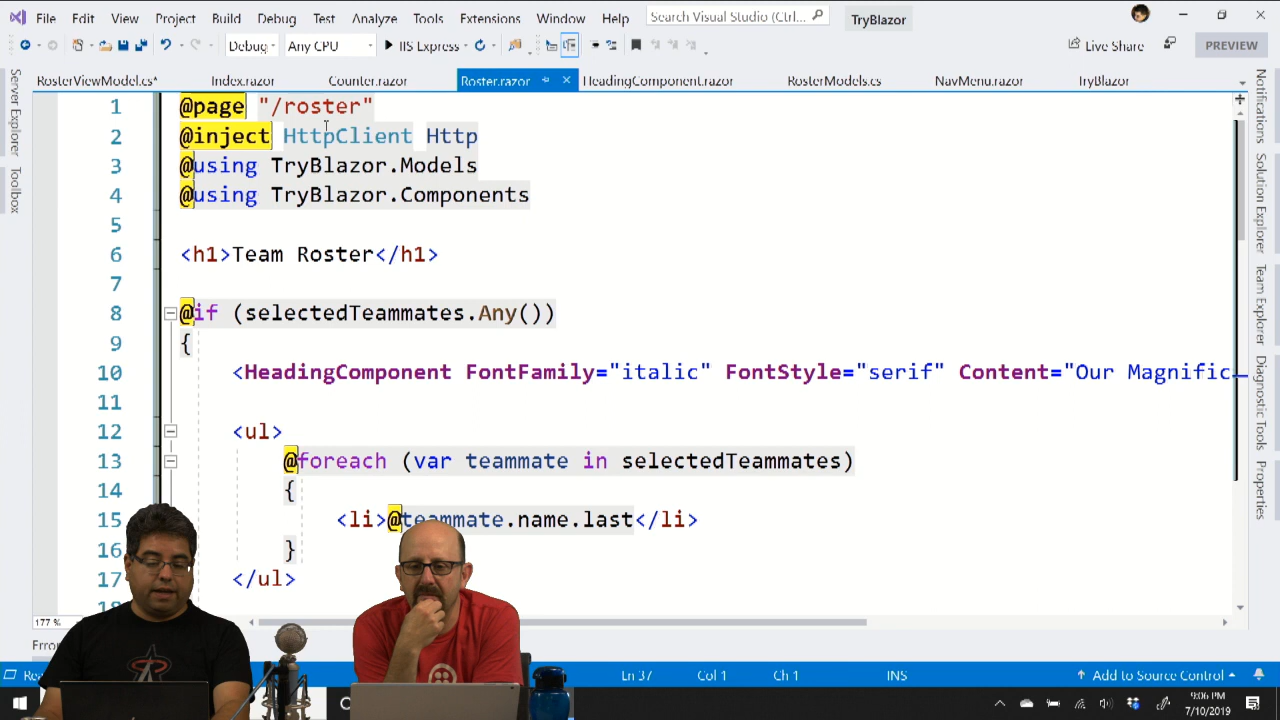 File Edit View Project Build Debug Test Analyze Tools Extensions Window Help Search Visual Studio (Ctrl... TryBlazor
Debug Any CPU IIS Express Live Share PREVIEW
RosterViewModel.cs* Index.razor Counter.razor Roster.razor HeadingComponent.razor RosterModels.cs NavMenu.razor TryBlazor
Server Explorer
Toolbox
1 @page "/roster"
2 @inject HttpClient Http
3 @using TryBlazor.Models
4 @using TryBlazor.Components
5
6 <h1>Team Roster</h1>
7
8 @if (selectedTeammates.Any())
9 {
10 <HeadingComponent FontFamily="italic" FontStyle="serif" Content="Our Magnific
11
12 <ul>
13 @foreach (var teammate in selectedTeammates)
14 {
15 <li>@teammate.name.last</li>
16 }
17 </ul>
Notifications
Solution Explorer
Team Explorer
Diagnostic Tools
Properties
177 %
Ln 37 Col 1 Ch 1 INS Add to Source Control
9:06 PM
7/10/2019